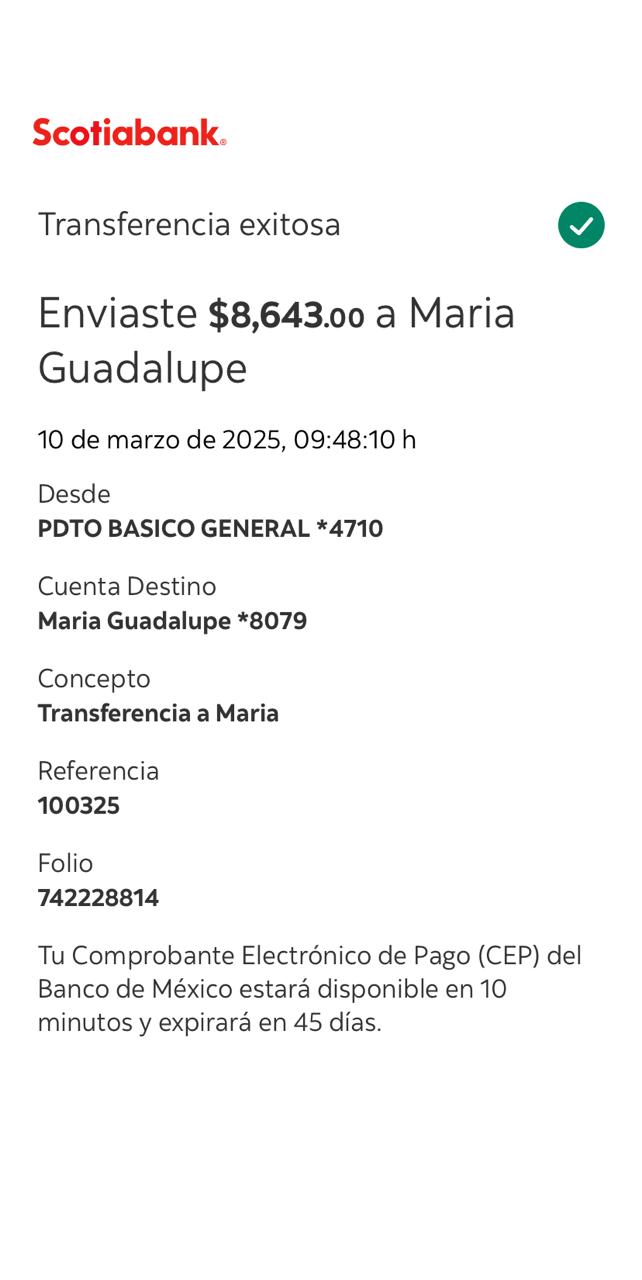 Scotiabank®
Transferencia exitosa
Enviaste $8,643.00 a Maria
Guadalupe
10 de marzo de 2025, 09:48:10 h
Desde
PDTO BASICO GENERAL *4710
Cuenta Destino
Maria Guadalupe *8079
Concepto
Transferencia a Maria
Referencia
100325
Folio
742228814
Tu Comprobante Electrónico de Pago (CEP) del
Banco de México estará disponible en 10
minutos y expirará en 45 días.